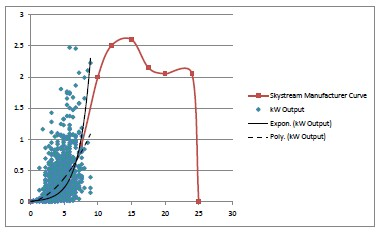 3
2.5
2
1.5
1
0.5
0
0 5 10 15 20 25 30
Skystream Manufacturer Curve
kW Output
Expon. (kW Output)
Poly. (kW Output)